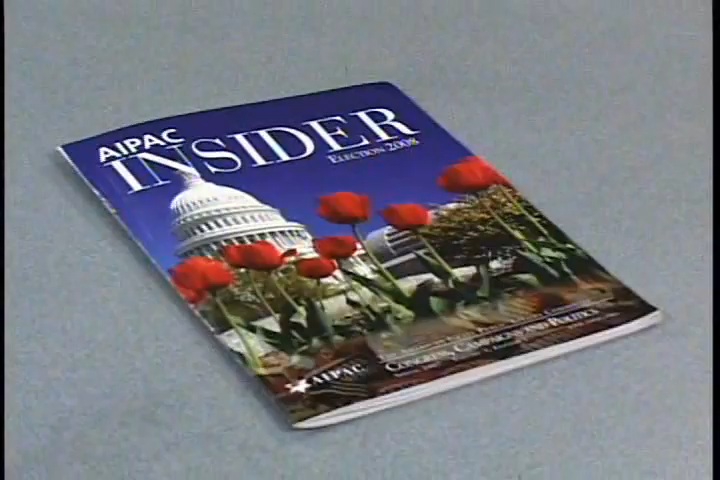 AIPAC
INSIDER
ELECTION 2008
CONGRESS, CAMPAIGNS AND POLITICS
AIPAC